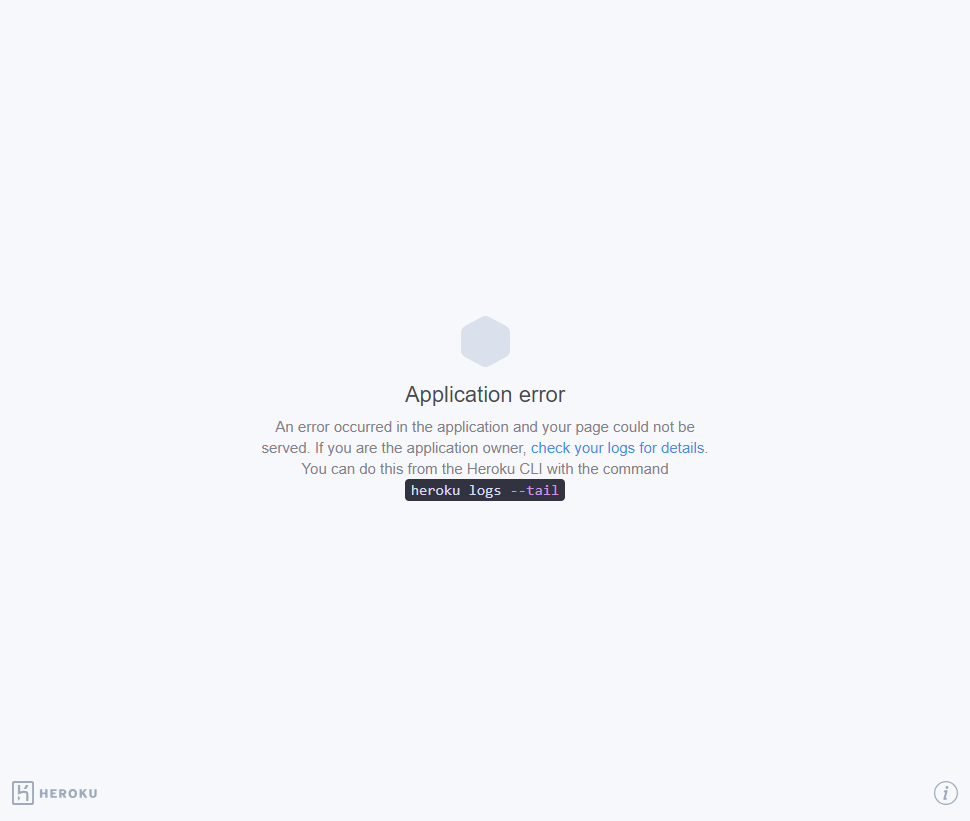 Application error
An error occurred in the application and your page could not be
served. If you are the application owner, check your logs for details.
You can do this from the Heroku CLI with the command
heroku logs --tail
HEROKU
i